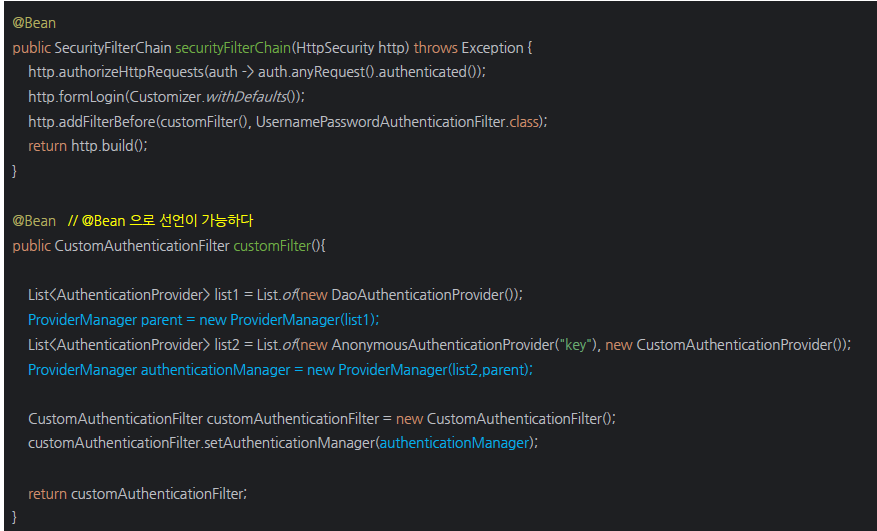 @Bean
public SecurityFilterChain securityFilterChain(HttpSecurity http) throws Exception {
http.authorizeHttpRequests(auth -> auth.anyRequest().authenticated());
http.formLogin(Customizer.withDefaults());
http.addFilterBefore(customFilter(), UsernamePasswordAuthenticationFilter.class);
return http.build();
}
@Bean // @Bean 으로 선언이 가능하다
public CustomAuthenticationFilter customFilter(){
List<AuthenticationProvider> list1 = List.of(new DaoAuthenticationProvider());
ProviderManager parent = new ProviderManager(list1);
List<AuthenticationProvider> list2 = List.of(new AnonymousAuthenticationProvider("key"), new CustomAuthenticationProvider());
ProviderManager authenticationManager = new ProviderManager(list2,parent);
CustomAuthenticationFilter customAuthenticationFilter = new CustomAuthenticationFilter();
customAuthenticationFilter.setAuthenticationManager(authenticationManager);
return customAuthenticationFilter;
}